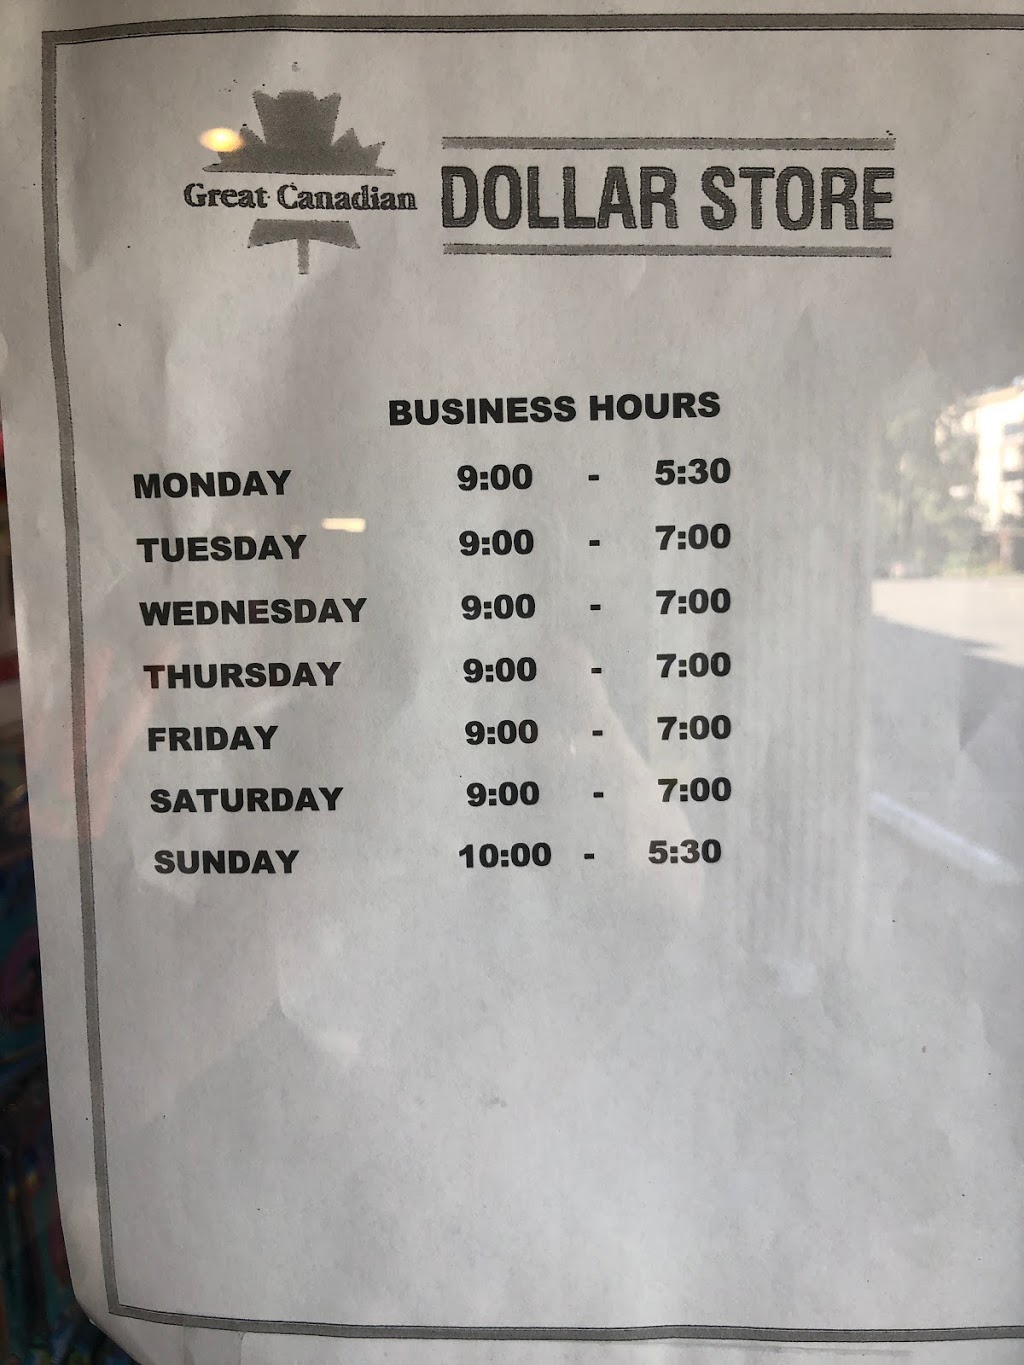 Great Canadian DOLLAR STORE
BUSINESS HOURS
MONDAY 9:00 - 5:30
TUESDAY 9:00 - 7:00
WEDNESDAY 9:00 - 7:00
THURSDAY 9:00 - 7:00
FRIDAY 9:00 - 7:00
SATURDAY 9:00 - 7:00
SUNDAY 10:00 - 5:30